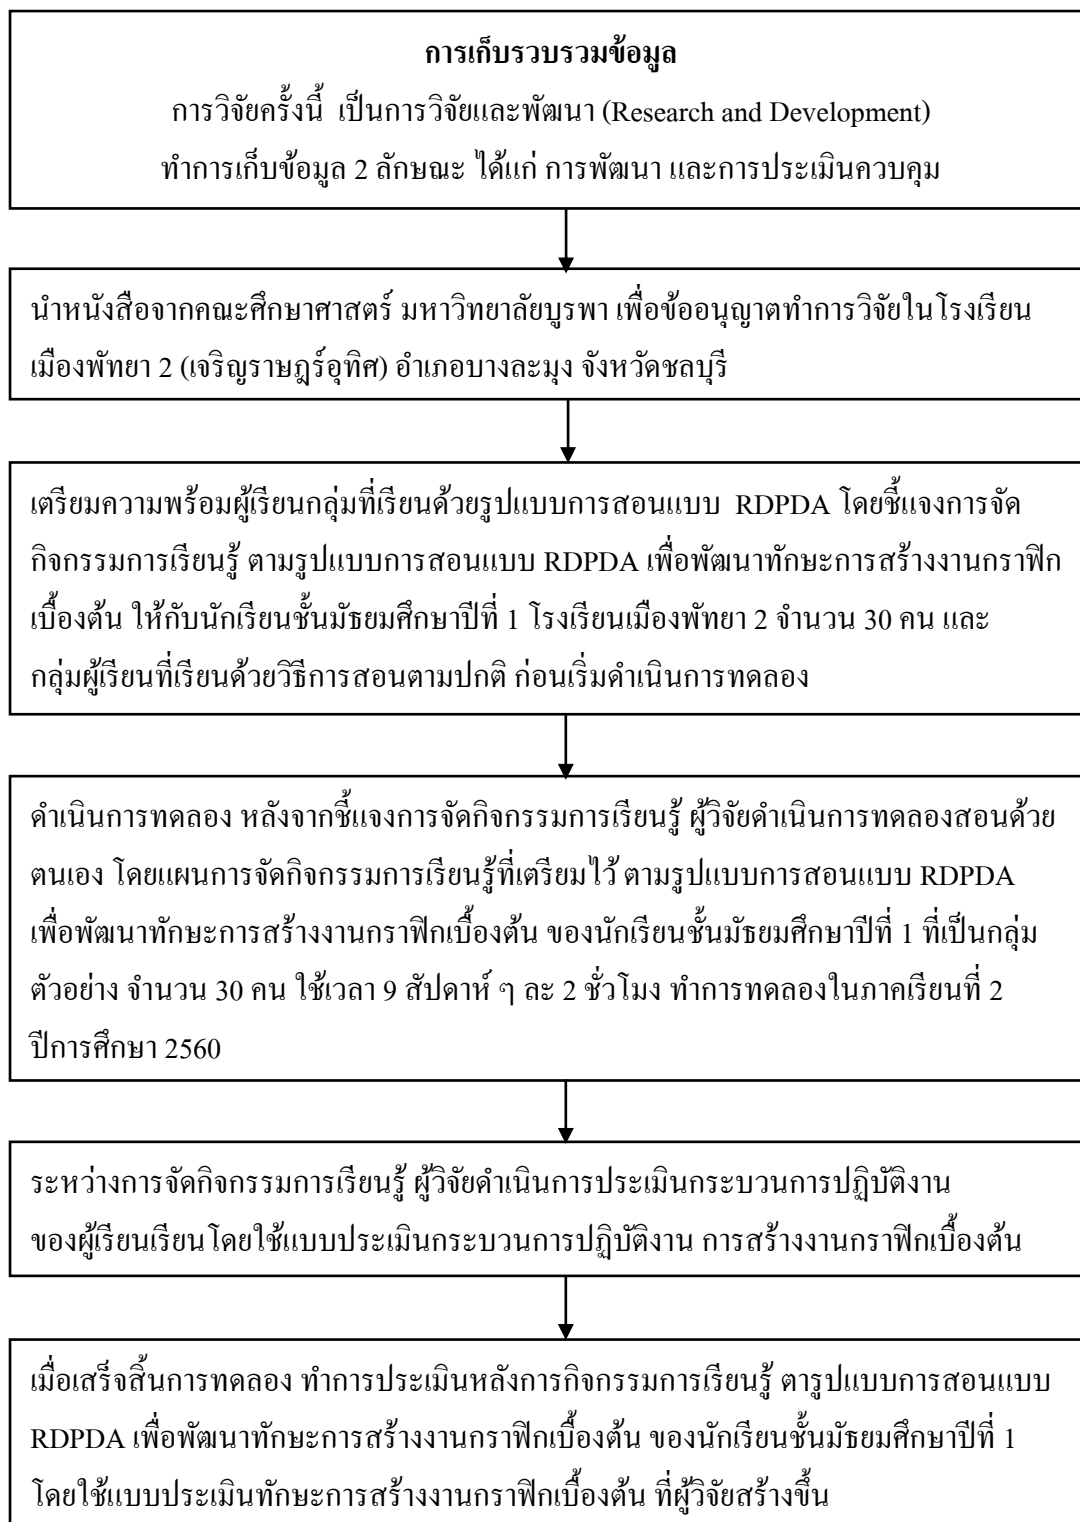 การเก็บรวบรวมข้อมูล
การวิจัยครั้งนี้ เป็นการวิจัยและพัฒนา (Research and Development)
ทำการเก็บข้อมูล 2 ลักษณะ ได้แก่ การพัฒนา และการประเมินควบคุม
นำหนังสือจากคณะศึกษาศาสตร์ มหาวิทยาลัยบูรพา เพื่อข้ออนุญาตทำการวิจัยในโรงเรียน
เมืองพัทยา 2 (เจริญราษฎร์อุทิศ) อำเภอบางละมุง จังหวัดชลบุรี
เตรียมความพร้อมผู้เรียนกลุ่มที่เรียนด้วยรูปแบบการสอนแบบ RDPDA โดยชี้แจงการจัด
กิจกรรมการเรียนรู้ ตามรูปแบบการสอนแบบ RDPDA เพื่อพัฒนาทักษะการสร้างงานกราฟิก
เบื้องต้น ให้กับนักเรียนชั้นมัธยมศึกษาปีที่ 1 โรงเรียนเมืองพัทยา 2 จำนวน 30 คน และ
กลุ่มผู้เรียนที่เรียนด้วยวิธีการสอนตามปกติ ก่อนเริ่มดำเนินการทดลอง
ดำเนินการทดลอง หลังจากชี้แจงการจัดกิจกรรมการเรียนรู้ ผู้วิจัยดำเนินการทดลองสอนด้วย
ตนเอง โดยแผนการจัดกิจกรรมการเรียนรู้ที่เตรียมไว้ ตามรูปแบบการสอนแบบ RDPDA
เพื่อพัฒนาทักษะการสร้างงานกราฟิกเบื้องต้น ของนักเรียนชั้นมัธยมศึกษาปีที่ 1 ที่เป็นกลุ่ม
ตัวอย่าง จำนวน 30 คน ใช้เวลา 9 สัปดาห์ ๆ ละ 2 ชั่วโมง ทำการทดลองในภาคเรียนที่ 2
ปีการศึกษา 2560
ระหว่างการจัดกิจกรรมการเรียนรู้ ผู้วิจัยดำเนินการประเมินกระบวนการปฏิบัติงาน
ของผู้เรียนเรียนโดยใช้แบบประเมินกระบวนการปฏิบัติงาน การสร้างงานกราฟิกเบื้องต้น
เมื่อเสร็จสิ้นการทดลอง ทำการประเมินหลังการกิจกรรมการเรียนรู้ ตารูปแบบการสอนแบบ
RDPDA เพื่อพัฒนาทักษะการสร้างงานกราฟิกเบื้องต้น ของนักเรียนชั้นมัธยมศึกษาปีที่ 1
โดยใช้แบบประเมินทักษะการสร้างงานกราฟิกเบื้องต้น ที่ผู้วิจัยสร้างขึ้น